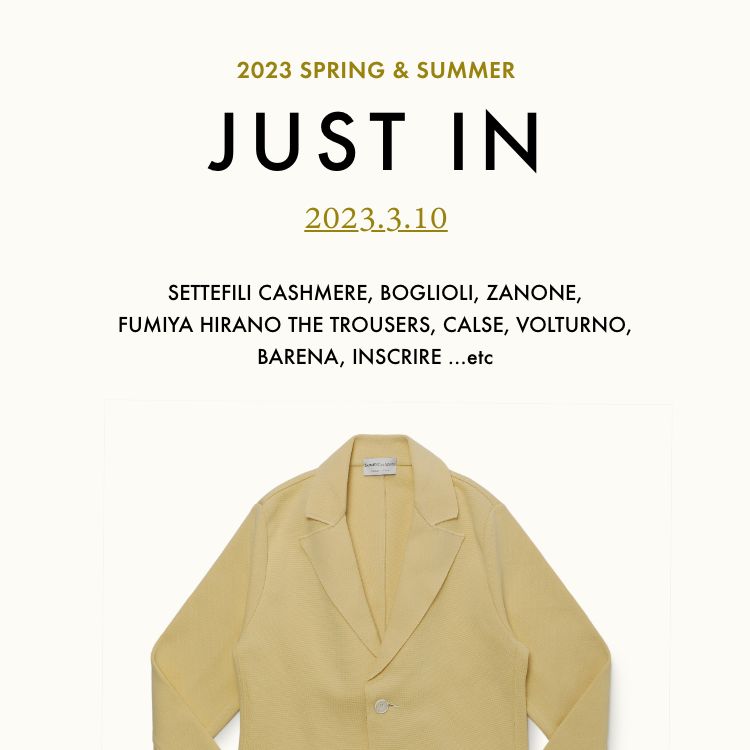 2023 SPRING & SUMMER
JUST IN
2023.3.10
SETTEFILI CASHMERE, BOGLIOLI, ZANONE,
FUMIYA HIRANO THE TROUSERS, CALSE, VOLTURNO,
BARENA, INSCRIRE ...etc